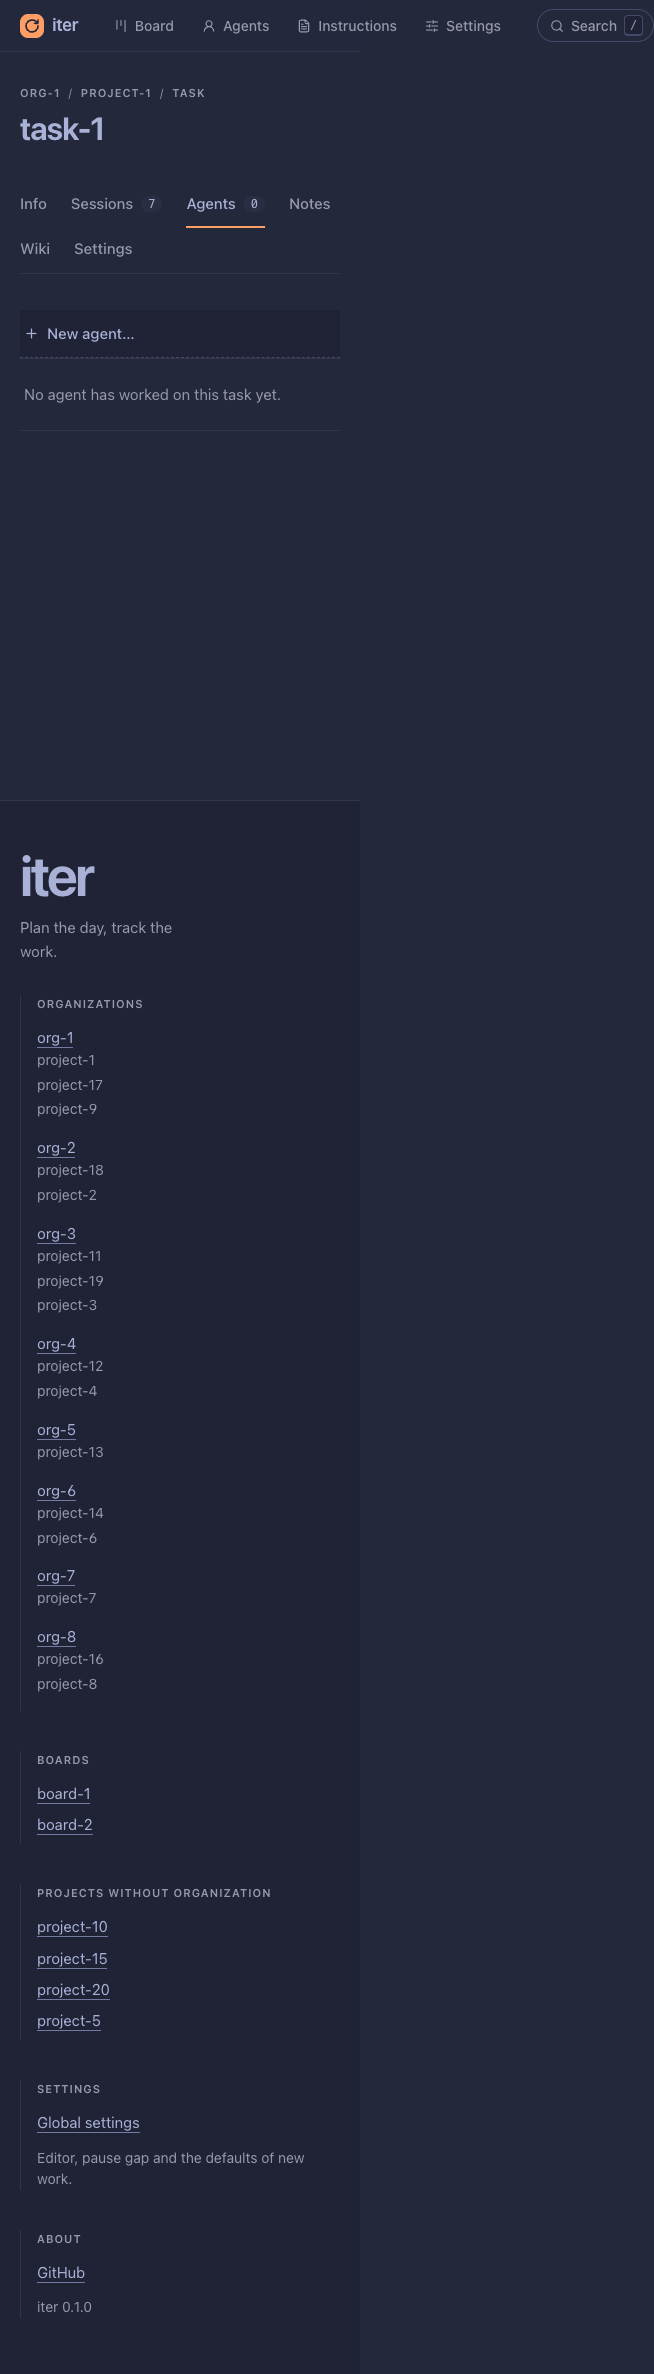 iter Board Agents Instructions Settings Search /
ORG-1 / PROJECT-1 / TASK
task-1
Info Sessions 7 Agents 0 Notes
Wiki Settings
+ New agent...
No agent has worked on this task yet.
iter
Plan the day, track the
work.
ORGANIZATIONS
org-1
project-1
project-17
project-9
org-2
project-18
project-2
org-3
project-11
project-19
project-3
org-4
project-12
project-4
org-5
project-13
org-6
project-14
project-6
org-7
project-7
org-8
project-16
project-8
BOARDS
board-1
board-2
PROJECTS WITHOUT ORGANIZATION
project-10
project-15
project-20
project-5
SETTINGS
Global settings
Editor, pause gap and the defaults of new
work.
ABOUT
GitHub
iter 0.1.0